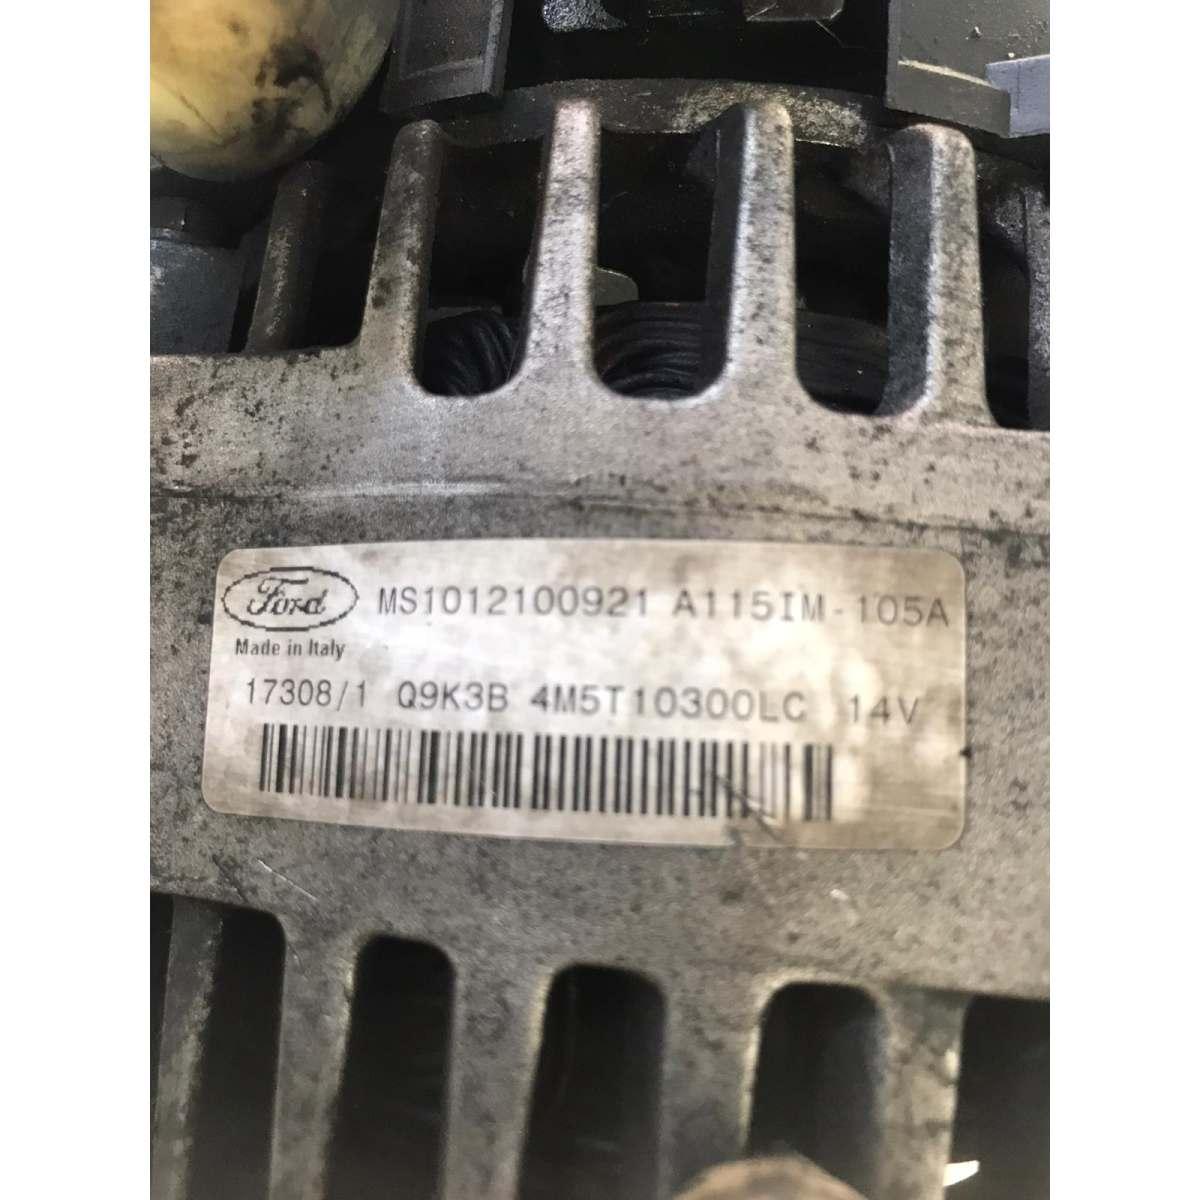 Ford MS1012100921 A115IM-105A
Made in Italy
17308/1 Q9K3B 4M5T10300LC 14V